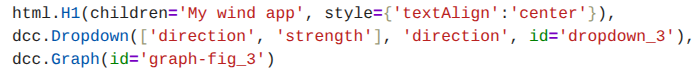 html.H1(children='My wind app', style={'textAlign':'center'}),
dcc.Dropdown(['direction', 'strength'], 'direction', id='dropdown_3'),
dcc.Graph(id='graph-fig_3')